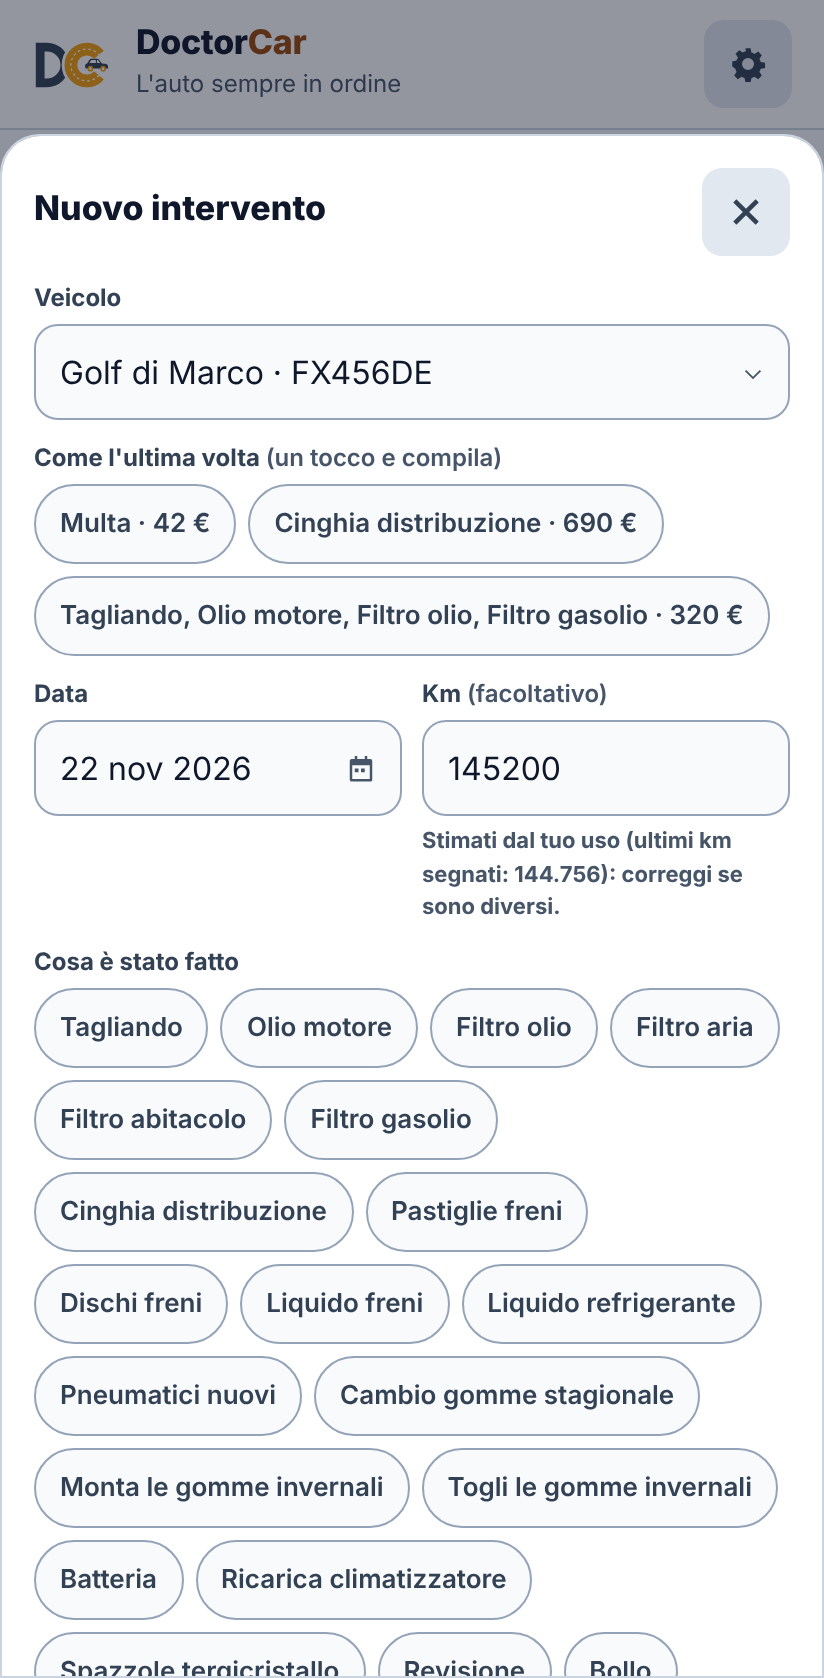 DC
DoctorCar
L'auto sempre in ordine
Nuovo intervento
Veicolo
Golf di Marco · FX456DE
Come l'ultima volta (un tocco e compila)
Multa · 42 €
Cinghia distribuzione · 690 €
Tagliando, Olio motore, Filtro olio, Filtro gasolio · 320 €
Data
Km (facoltativo)
22 nov 2026
145200
Stimati dal tuo uso (ultimi km
segnati: 144.756): correggi se
sono diversi.
Cosa è stato fatto
Tagliando
Olio motore
Filtro olio
Filtro aria
Filtro abitacolo
Filtro gasolio
Cinghia distribuzione
Pastiglie freni
Dischi freni
Liquido freni
Liquido refrigerante
Pneumatici nuovi
Cambio gomme stagionale
Monta le gomme invernali
Togli le gomme invernali
Batteria
Ricarica climatizzatore
Spazzole tergicristallo
Revisione
Bollo